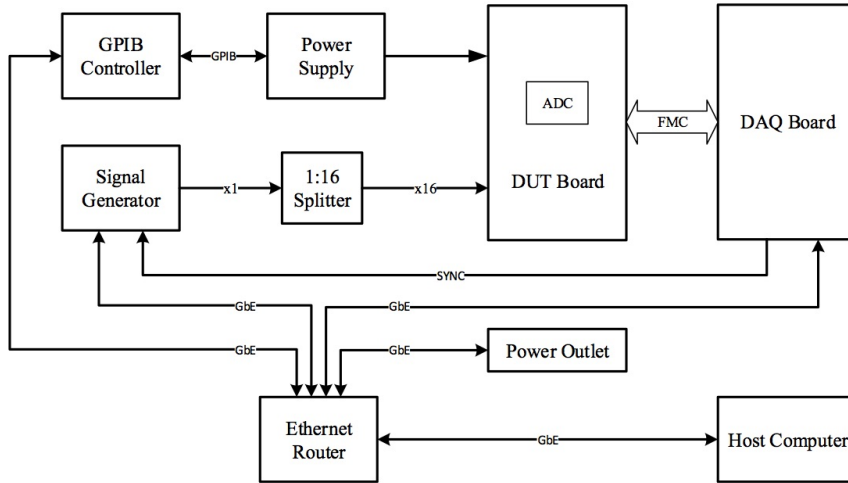 GPIB
Controller
GPIB
Power
Supply
ADC
DUT Board
FMC
DAQ Board
Signal
Generator
x1
1:16
Splitter
x16
SYNC
GbE
GbE
GbE
GbE
Power Outlet
Ethernet
Router
GbE
Host Computer